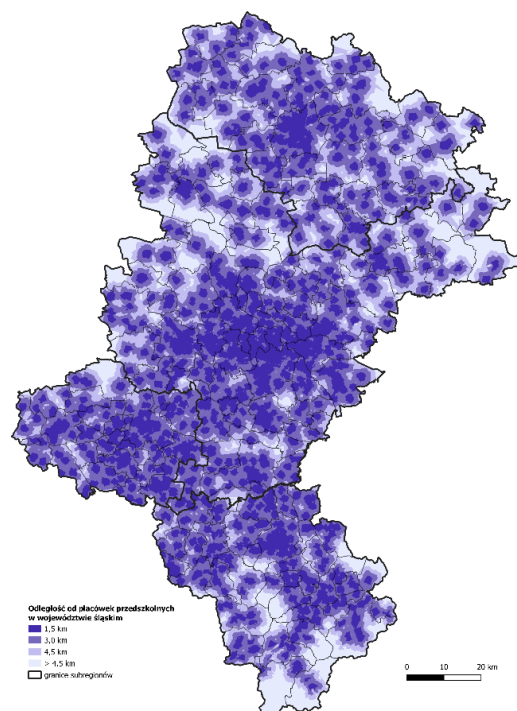 Odległość od placówek przedszkolnych
w województwie śląskim
1,5 km
3,0 km
4,5 km
> 4,5 km
granice subregionów
0 10 20 km